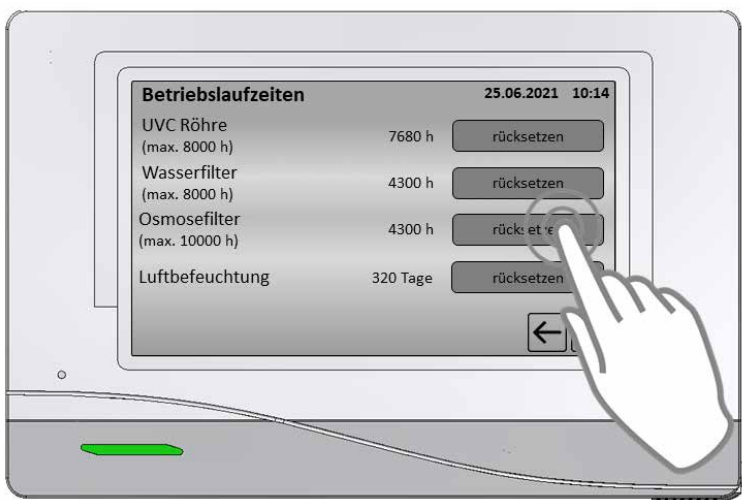 Betriebslaufzeiten 25.06.2021 10:14
UVC Röhre
(max. 8000 h) 7680 h rücksetzen
Wasserfilter
(max. 8000 h) 4300 h rücksetzen
Osmosefilter
(max. 10000 h) 4300 h rücksetzen
Luftbefeuchtung 320 Tage rücksetzen